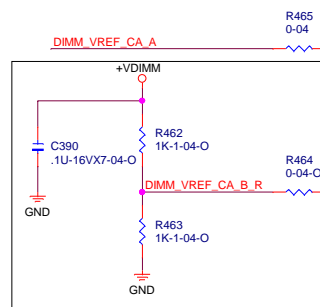 R465
0-04
DIMM_VREF_CA_A
+VDIMM
C390
.1U-16VX7-04-O
R462
1K-1-04-O
R464
0-04-O
DIMM_VREF_CA_B_R
GND
R463
1K-1-04-O
GND